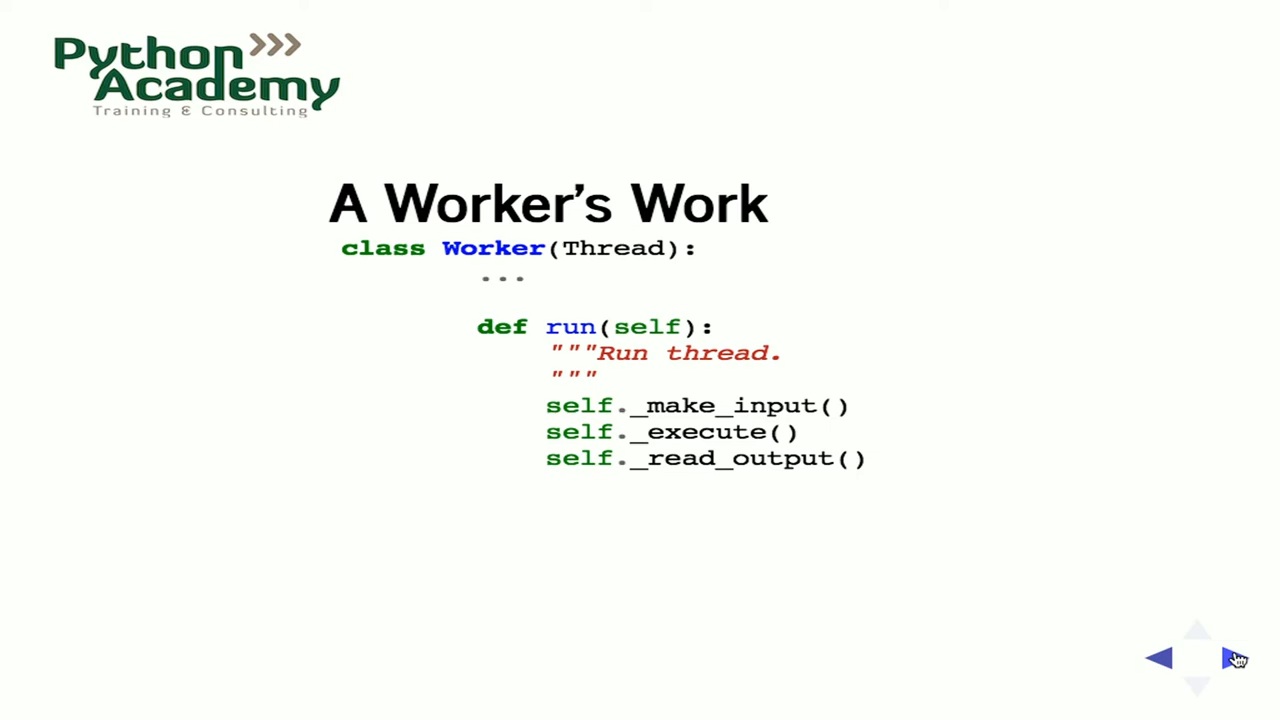 Python >>>
Academy
Training & Consulting
A Worker's Work
class Worker(Thread):
...
def run(self):
"""Run thread.
"""
self._make_input()
self._execute()
self._read_output()